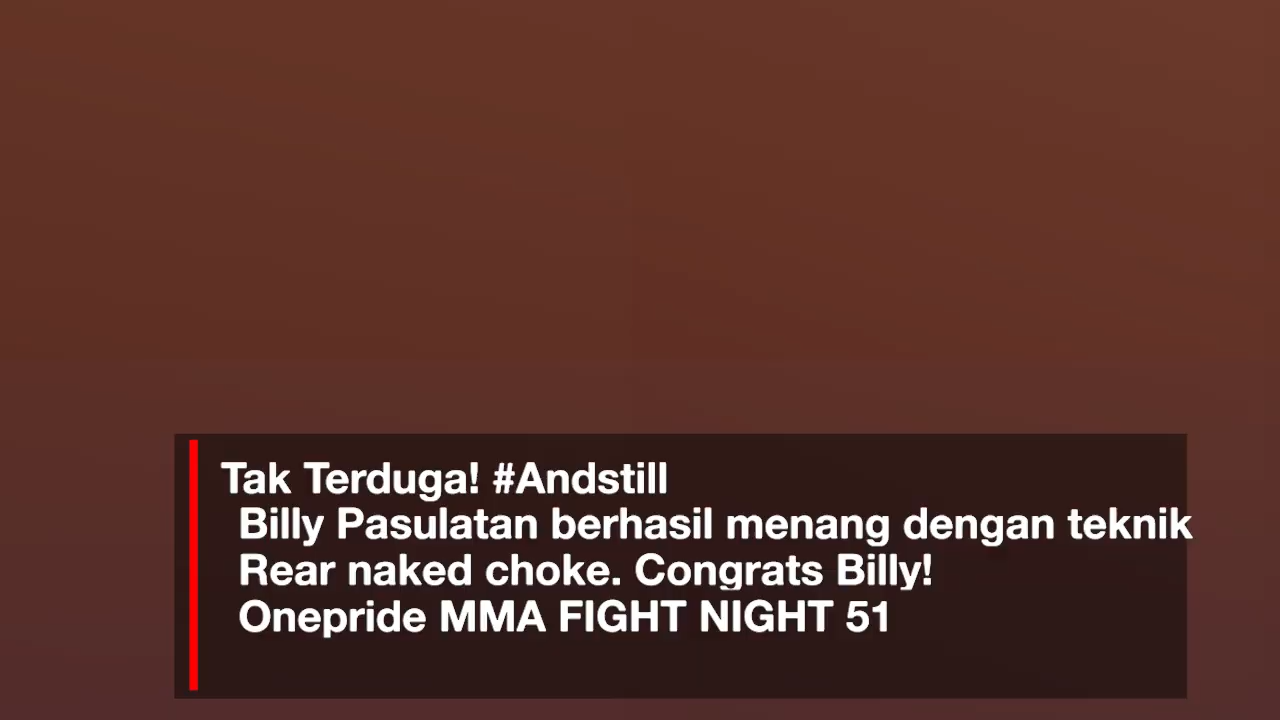 Tak Terduga! #Andstill
Billy Pasulatan berhasil menang dengan teknik
Rear naked choke. Congrats Billy!
Onepride MMA FIGHT NIGHT 51